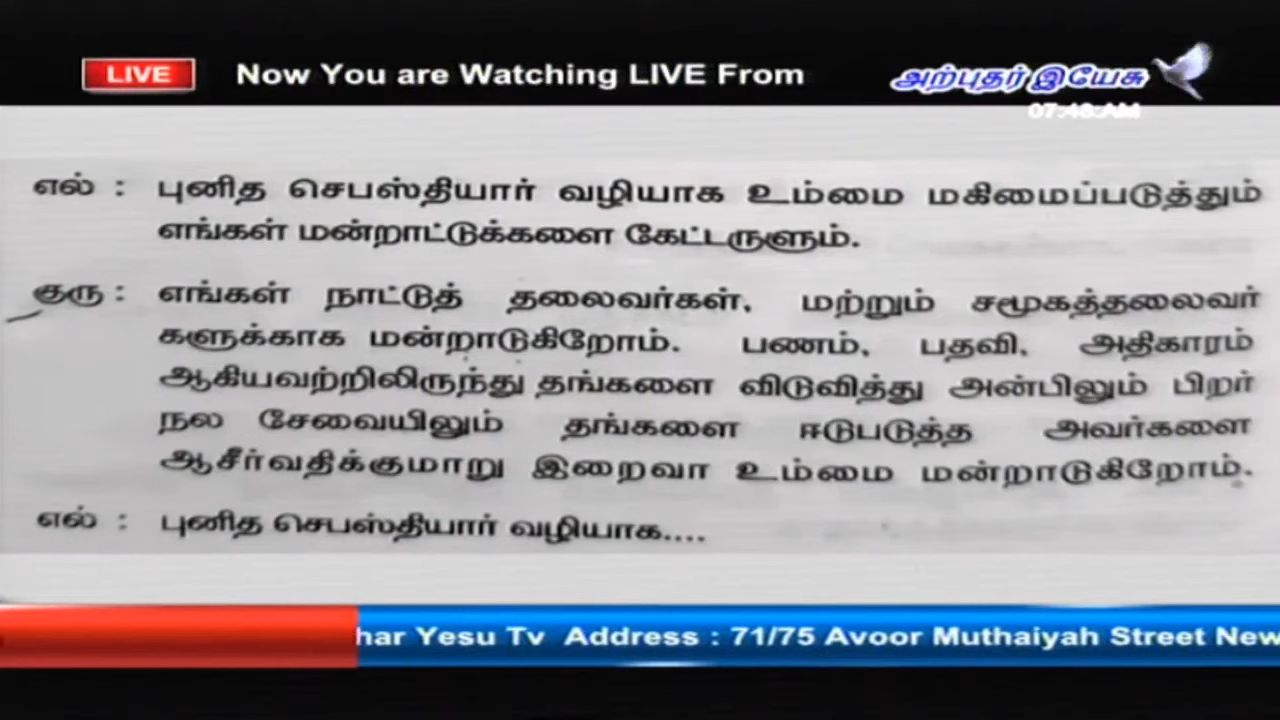 LIVE Now You are Watching LIVE From அற்புதர் இயேசு
07:48 AM
எல் : புனித செபஸ்தியார் வழியாக உம்மை மகிமைப்படுத்தும்
எங்கள் மன்றாட்டுக்களை கேட்டருளும்.
குரு : எங்கள் நாட்டுத் தலைவர்கள், மற்றும் சமூகத்தலைவர்
களுக்காக மன்றாடுகிறோம். பணம், பதவி, அதிகாரம்
ஆகியவற்றிலிருந்து தங்களை விடுவித்து அன்பிலும் பிறர்
நல சேவையிலும் தங்களை ஈடுபடுத்த அவர்களை
ஆசீர்வதிக்குமாறு இறைவா உம்மை மன்றாடுகிறோம்.
எல் : புனித செபஸ்தியார் வழியாக....
har Yesu Tv Address : 71/75 Avoor Muthaiyah Street New